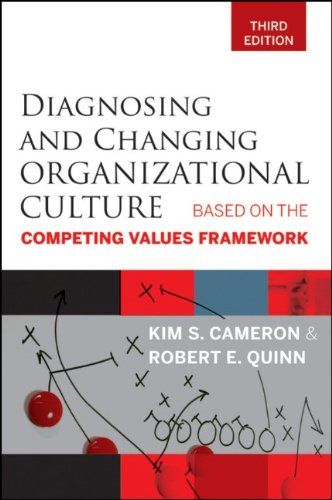 THIRD
EDITION
DIAGNOSING
AND CHANGING
ORGANIZATIONAL
CULTURE BASED ON THE
COMPETING VALUES FRAMEWORK
KIM S. CAMERON &
ROBERT E. QUINN